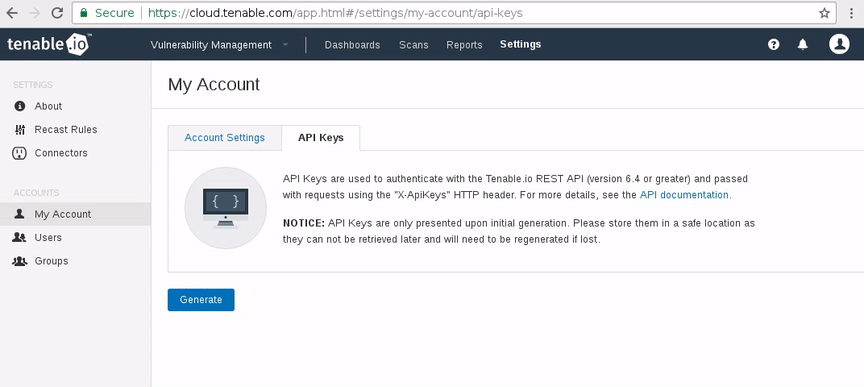 Secure https://cloud.tenable.com/app.html#/settings/my-account/api-keys
tenable.io™ Vulnerability Management Dashboards Scans Reports Settings
SETTINGS
About
Recast Rules
Connectors
ACCOUNTS
My Account
Users
Groups
My Account
Account Settings API Keys
{ }
API Keys are used to authenticate with the Tenable.io REST API (version 6.4 or greater) and passed
with requests using the "X-ApiKeys" HTTP header. For more details, see the API documentation.
NOTICE: API Keys are only presented upon initial generation. Please store them in a safe location as
they can not be retrieved later and will need to be regenerated if lost.
Generate